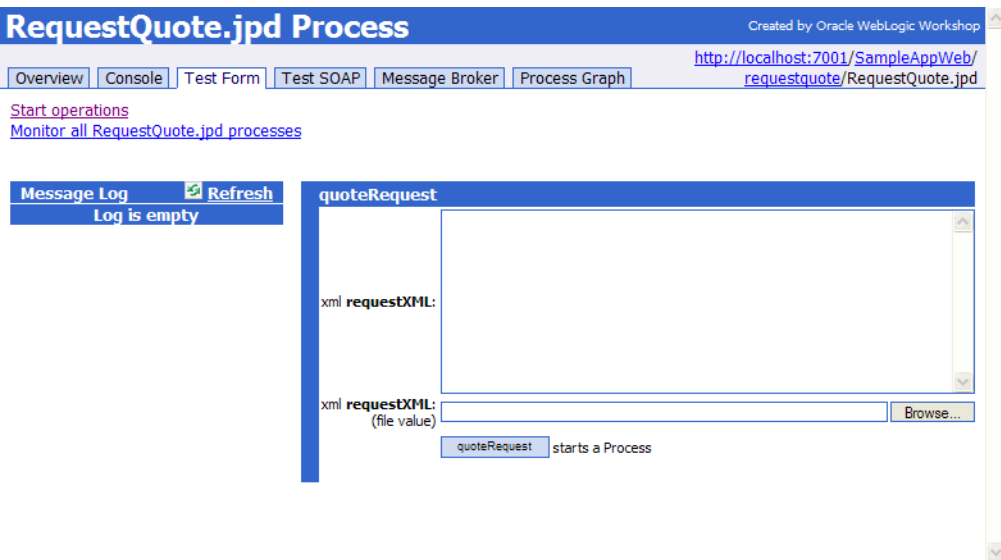 RequestQuote.jpd Process
Created by Oracle WebLogic Workshop
http://localhost:7001/SampleAppWeb/
requestquote/RequestQuote.jpd
Overview Console Test Form Test SOAP Message Broker Process Graph
Start operations
Monitor all RequestQuote.jpd processes
Message Log Refresh
Log is empty
quoteRequest
xml requestXML:
xml requestXML:
(file value)
Browse...
quoteRequest starts a Process